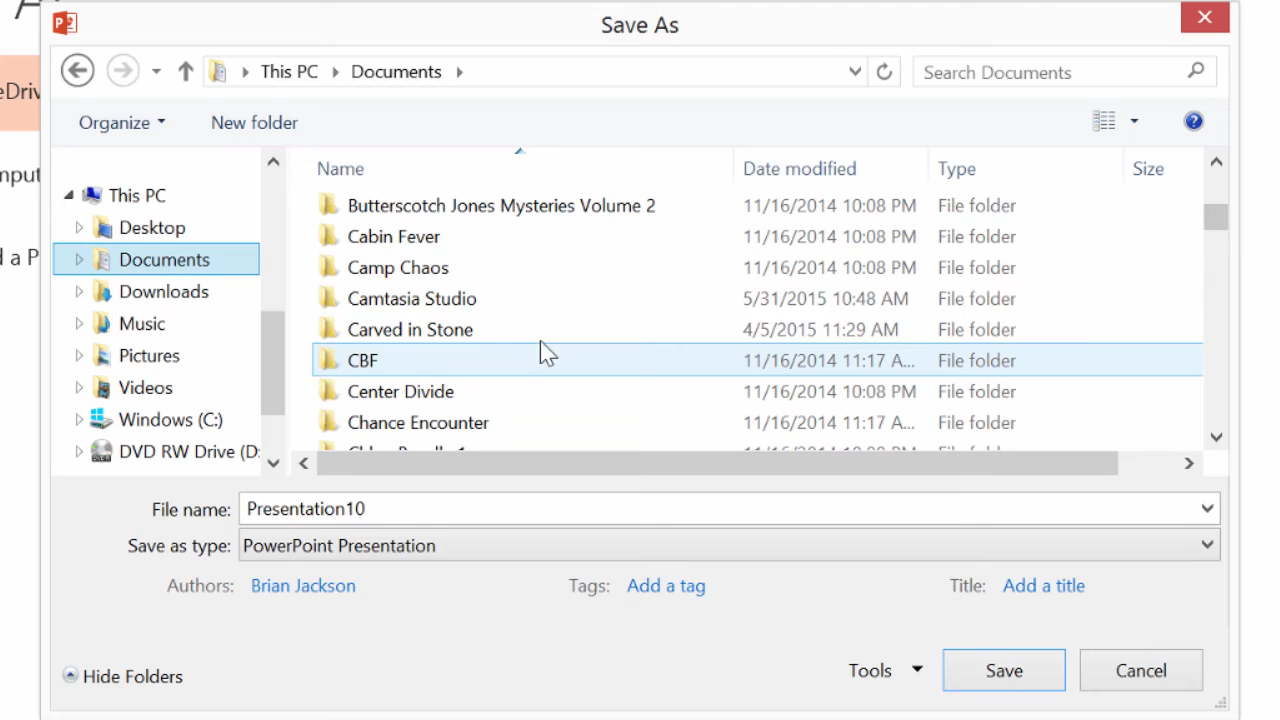 Save As
This PC Documents
Search Documents
Organize New folder
Name Date modified Type Size
This PC
Desktop
Documents
Downloads
Music
Pictures
Videos
Windows (C:)
DVD RW Drive (D:
Butterscotch Jones Mysteries Volume 2 11/16/2014 10:08 PM File folder
Cabin Fever 11/16/2014 10:08 PM File folder
Camp Chaos 11/16/2014 10:08 PM File folder
Camtasia Studio 5/31/2015 10:48 AM File folder
Carved in Stone 4/5/2015 11:29 AM File folder
CBF 11/16/2014 11:17 A... File folder
Center Divide 11/16/2014 10:08 PM File folder
Chance Encounter 11/16/2014 11:17 A... File folder
File name: Presentation10
Save as type: PowerPoint Presentation
Authors: Brian Jackson Tags: Add a tag Title: Add a title
Hide Folders Tools Save Cancel